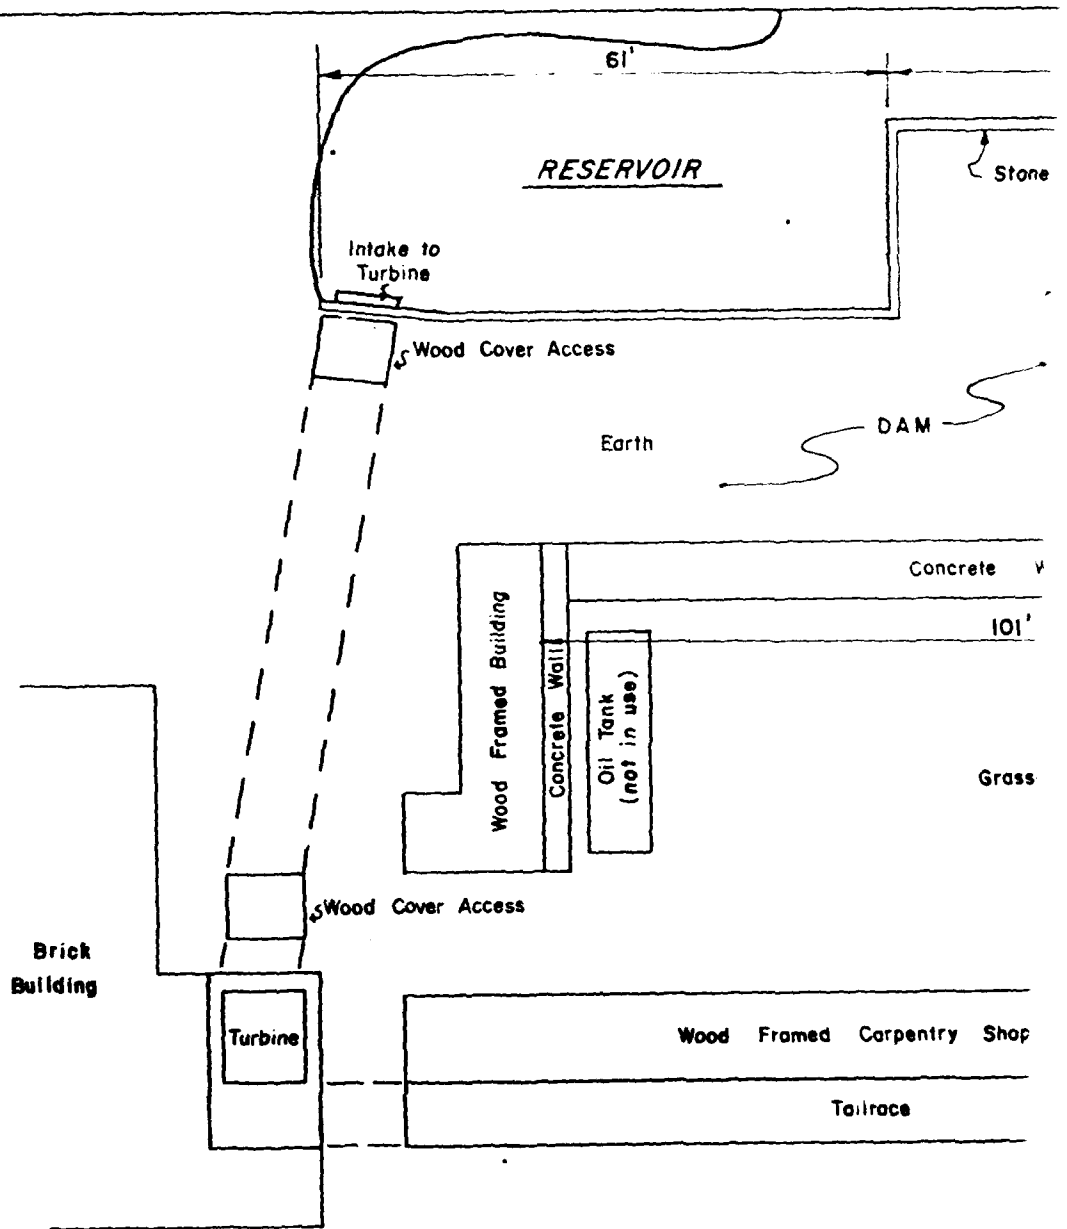 61'
RESERVOIR
Stone
Intake to
Turbine
Wood Cover Access
DAM
Earth
Concrete
101'
Wood Framed Building
Concrete Wall
Oil Tank
(not in use)
Grass
Wood Cover Access
Brick
Building
Turbine
Wood Framed Carpentry Shop
Tailrace